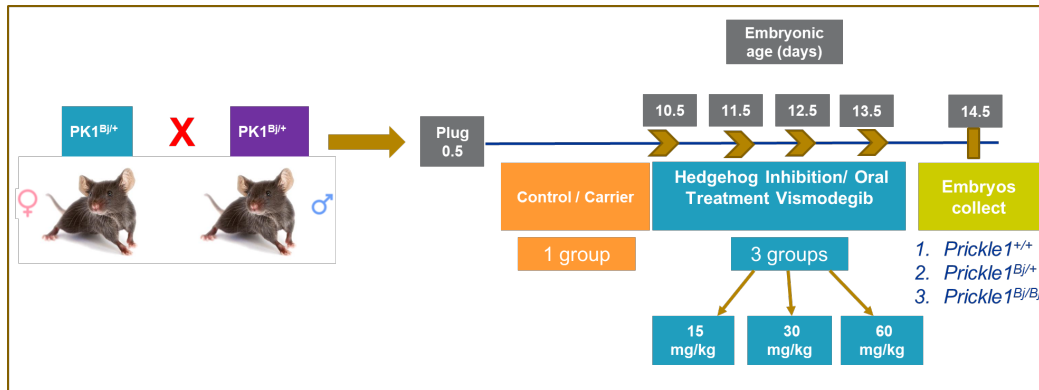 Embryonic
age (days)
PK1Bj/+
X
PK1Bj/+
Plug
0.5
10.5
11.5
12.5
13.5
14.5
Control / Carrier
Hedgehog Inhibition/ Oral
Treatment Vismodegib
Embryos
collect
1 group
3 groups
1. Prickle1+/+
2. Prickle1Bj/+
3. Prickle1Bj/B
15
mg/kg
30
mg/kg
60
mg/kg